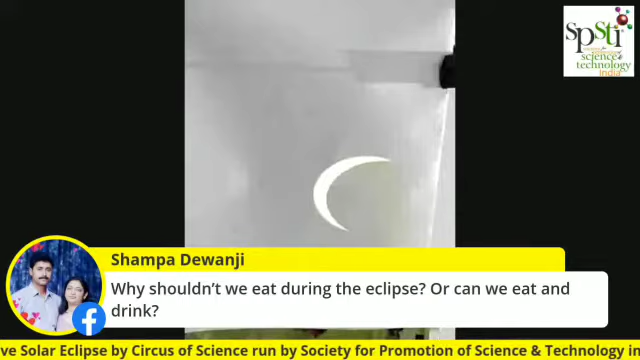 spsti
science
technology
India
Shampa Dewanji
Why shouldn't we eat during the eclipse? Or can we eat and
drink?
ve Solar Eclipse by Circus of Science run by Society for Promotion of Science & Technology in